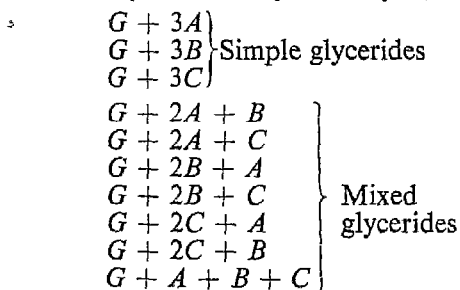 G + 3A
G + 3B } Simple glycerides
G + 3C
G + 2A + B
G + 2A + C
G + 2B + A
G + 2B + C } Mixed
G + 2C + A glycerides
G + 2C + B
G + A + B + C